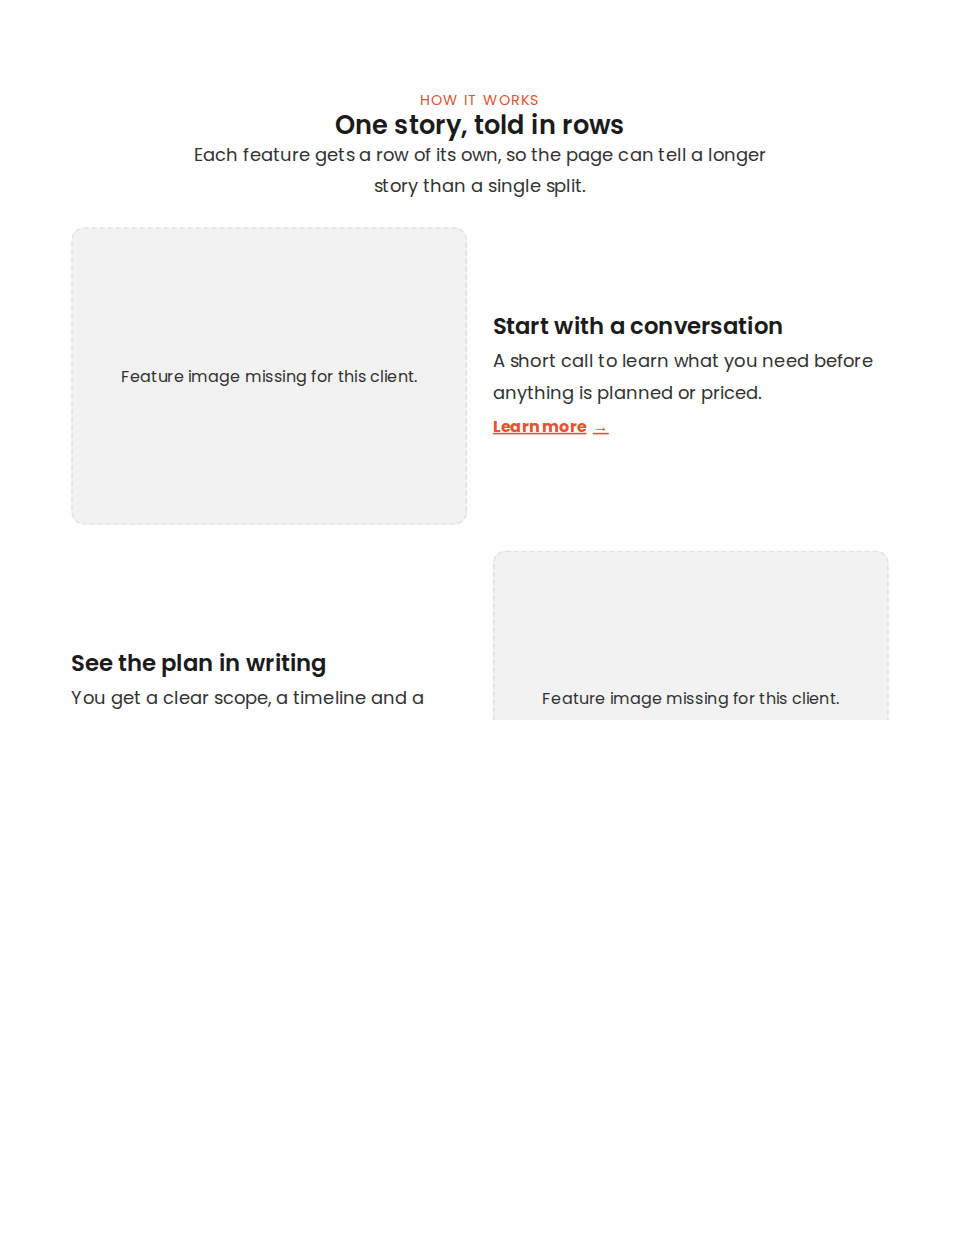 HOW IT WORKS
One story, told in rows
Each feature gets a row of its own, so the page can tell a longer
story than a single split.
Feature image missing for this client.
Start with a conversation
A short call to learn what you need before
anything is planned or priced.
Learn more →
See the plan in writing
You get a clear scope, a timeline and a
Feature image missing for this client.